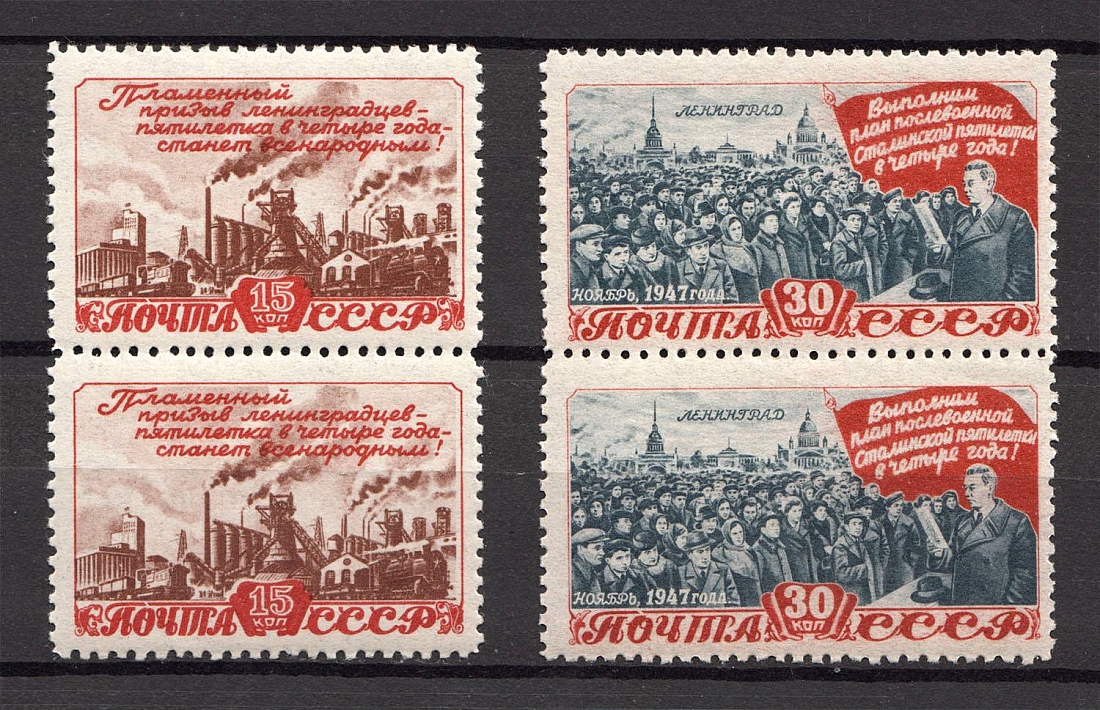 Пламенный
призыв ленинградцев-
пятилетка в четыре года-
станет всенародным!
15
коп
ПОЧТА СССР
Пламенный
призыв ленинградцев-
пятилетка в четыре года-
станет всенародным!
15
коп
ПОЧТА СССР
ЛЕНИНГРАД
Выполним
план послевоенной
Сталинской пятилетки
в четыре года!
НОЯБРЬ, 1947 ГОДА.
30
КОП
ПОЧТА СССР
ЛЕНИНГРАД
Выполним
план послевоенной
Сталинской пятилетки
в четыре года!
НОЯБРЬ, 1947 ГОДА.
30
КОП
ПОЧТА СССР